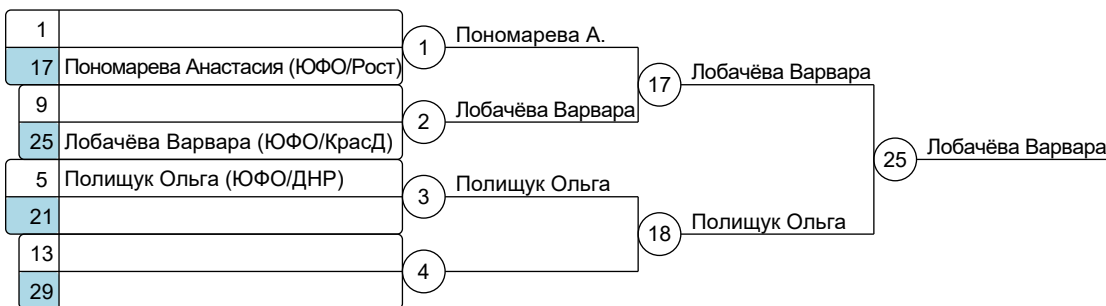 1
1 Пономарева А.
17 Пономарева Анастасия (ЮФО/Рост)
17 Лобачёва Варвара
9
2 Лобачёва Варвара
25 Лобачёва Варвара (ЮФО/КрасД)
25 Лобачёва Варвара
5 Полищук Ольга (ЮФО/ДНР)
3 Полищук Ольга
21
18 Полищук Ольга
13
4
29